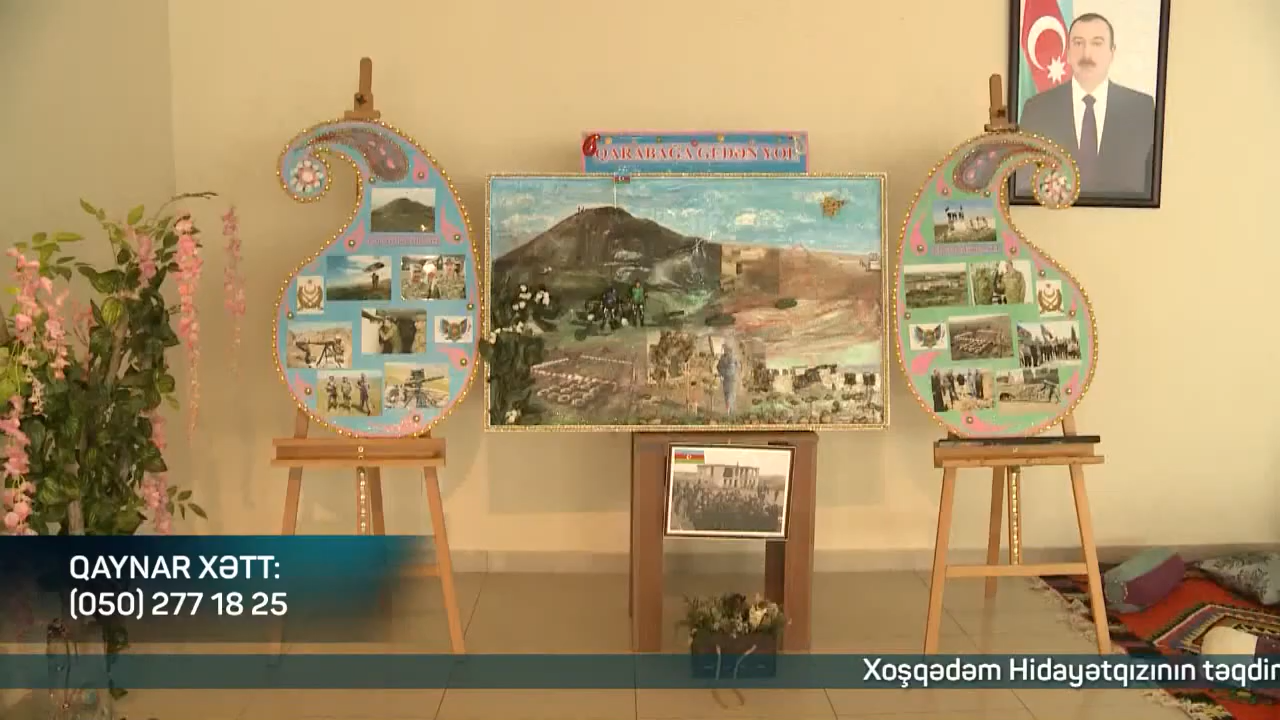 QARABAĞA GEDƏN YOL
QAYNAR XƏTT:
(050) 277 18 25
Xoşqədəm Hidayətqızının təqdim